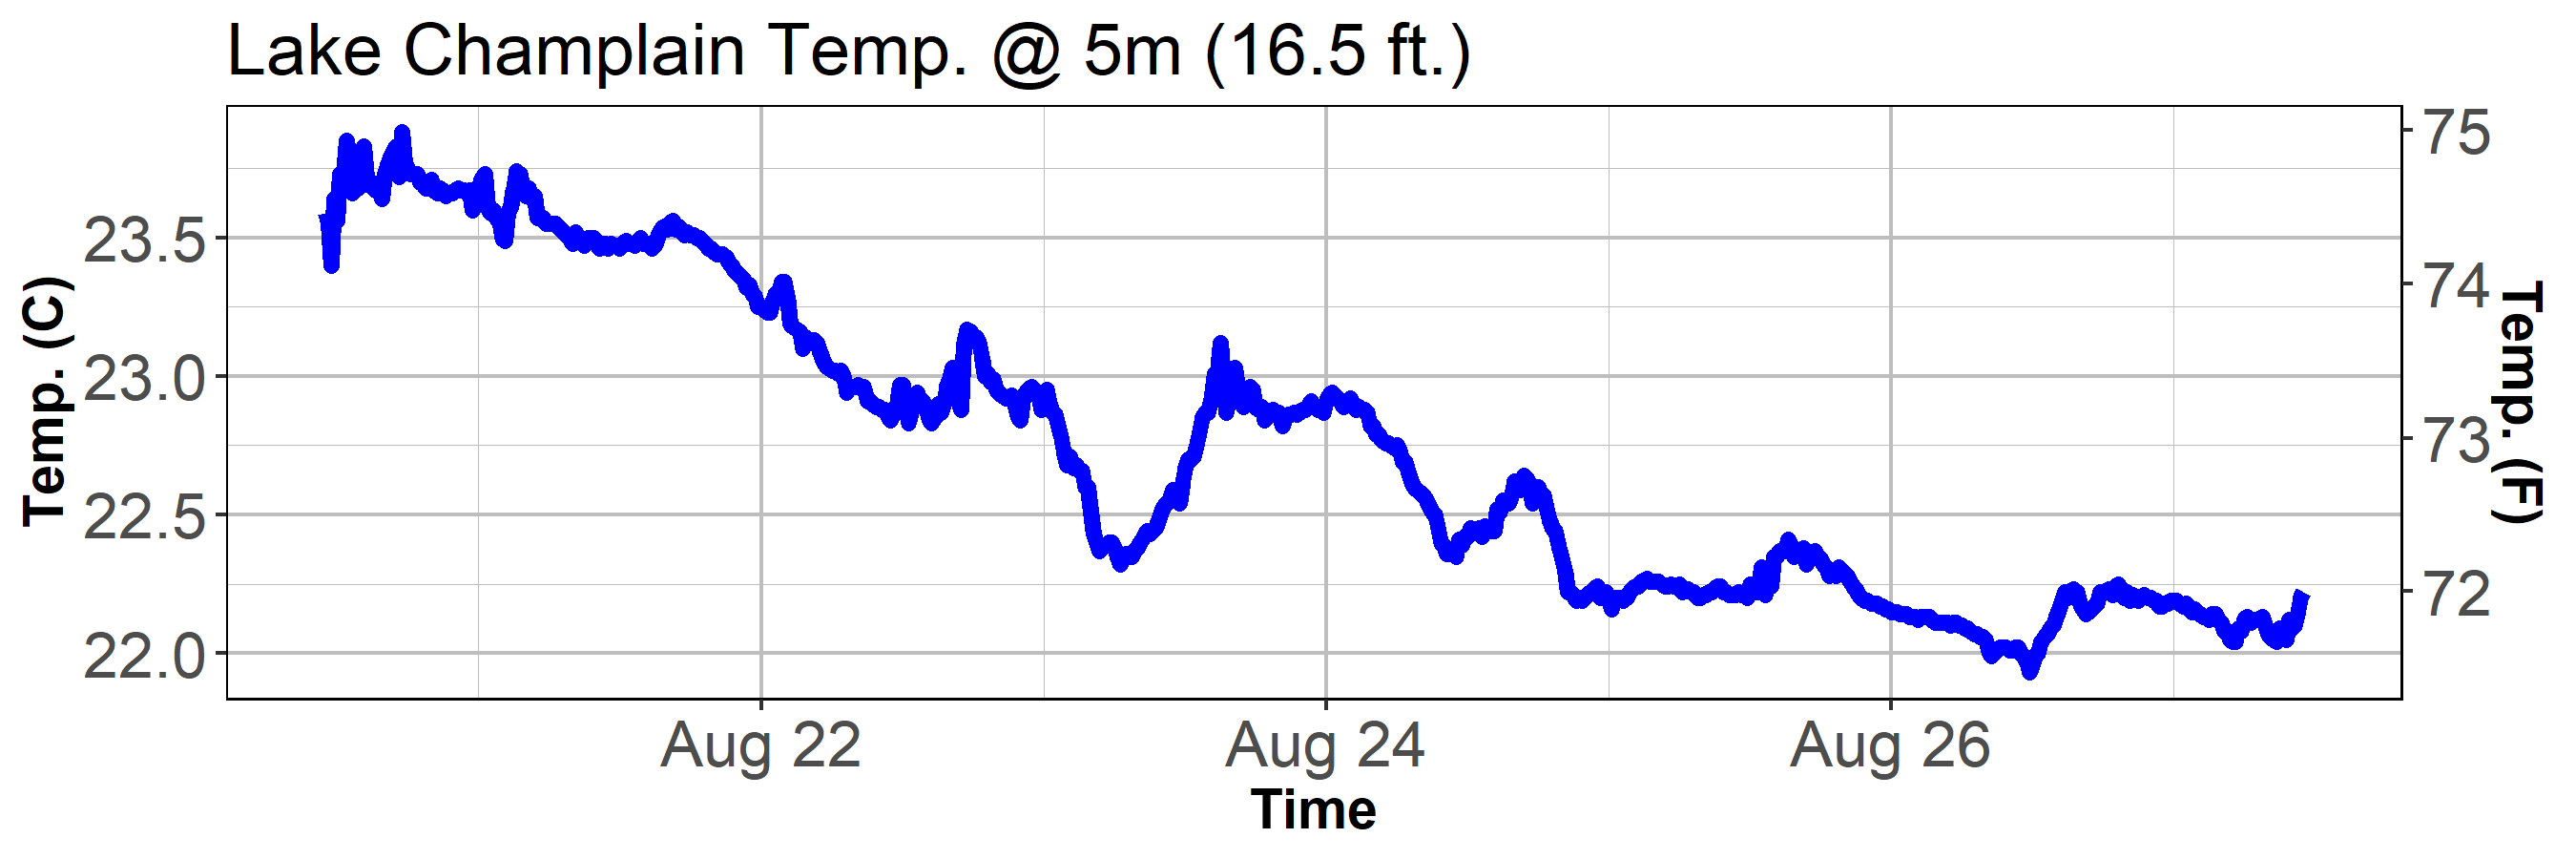 Lake Champlain Temp. @ 5m (16.5 ft.)
Temp. (C)
23.5
23.0
22.5
22.0
75
74
73
72
Temp. (F)
Aug 22
Aug 24
Aug 26
Time